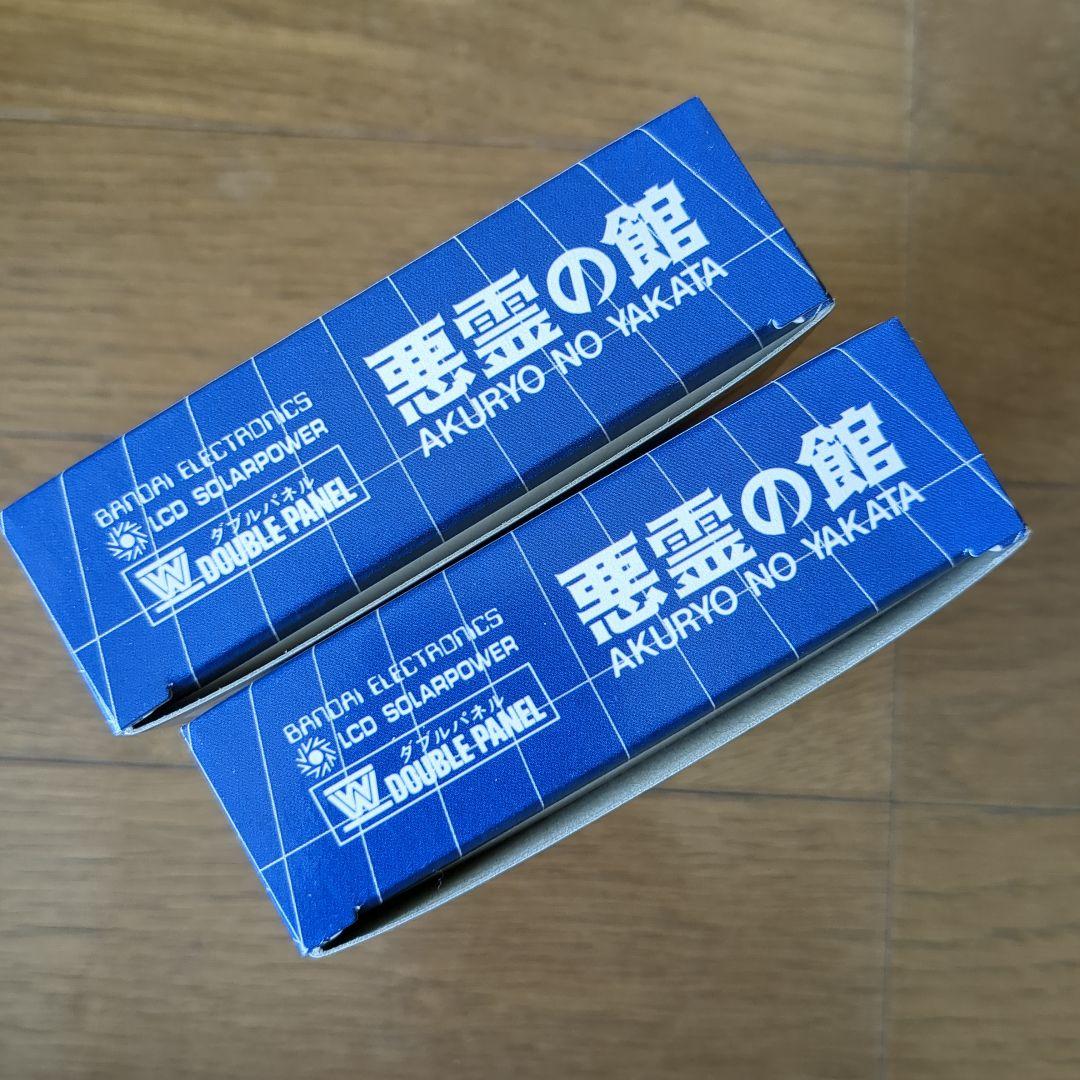 BANDAI ELECTRONICS
LCD SOLARPOWER
ダブルパネル
W DOUBLE PANEL
悪霊の館
AKURYO NO YAKATA
BANDAI ELECTRONICS
LCD SOLARPOWER
ダブルパネル
W DOUBLE PANEL
悪霊の館
AKURYO NO YAKATA